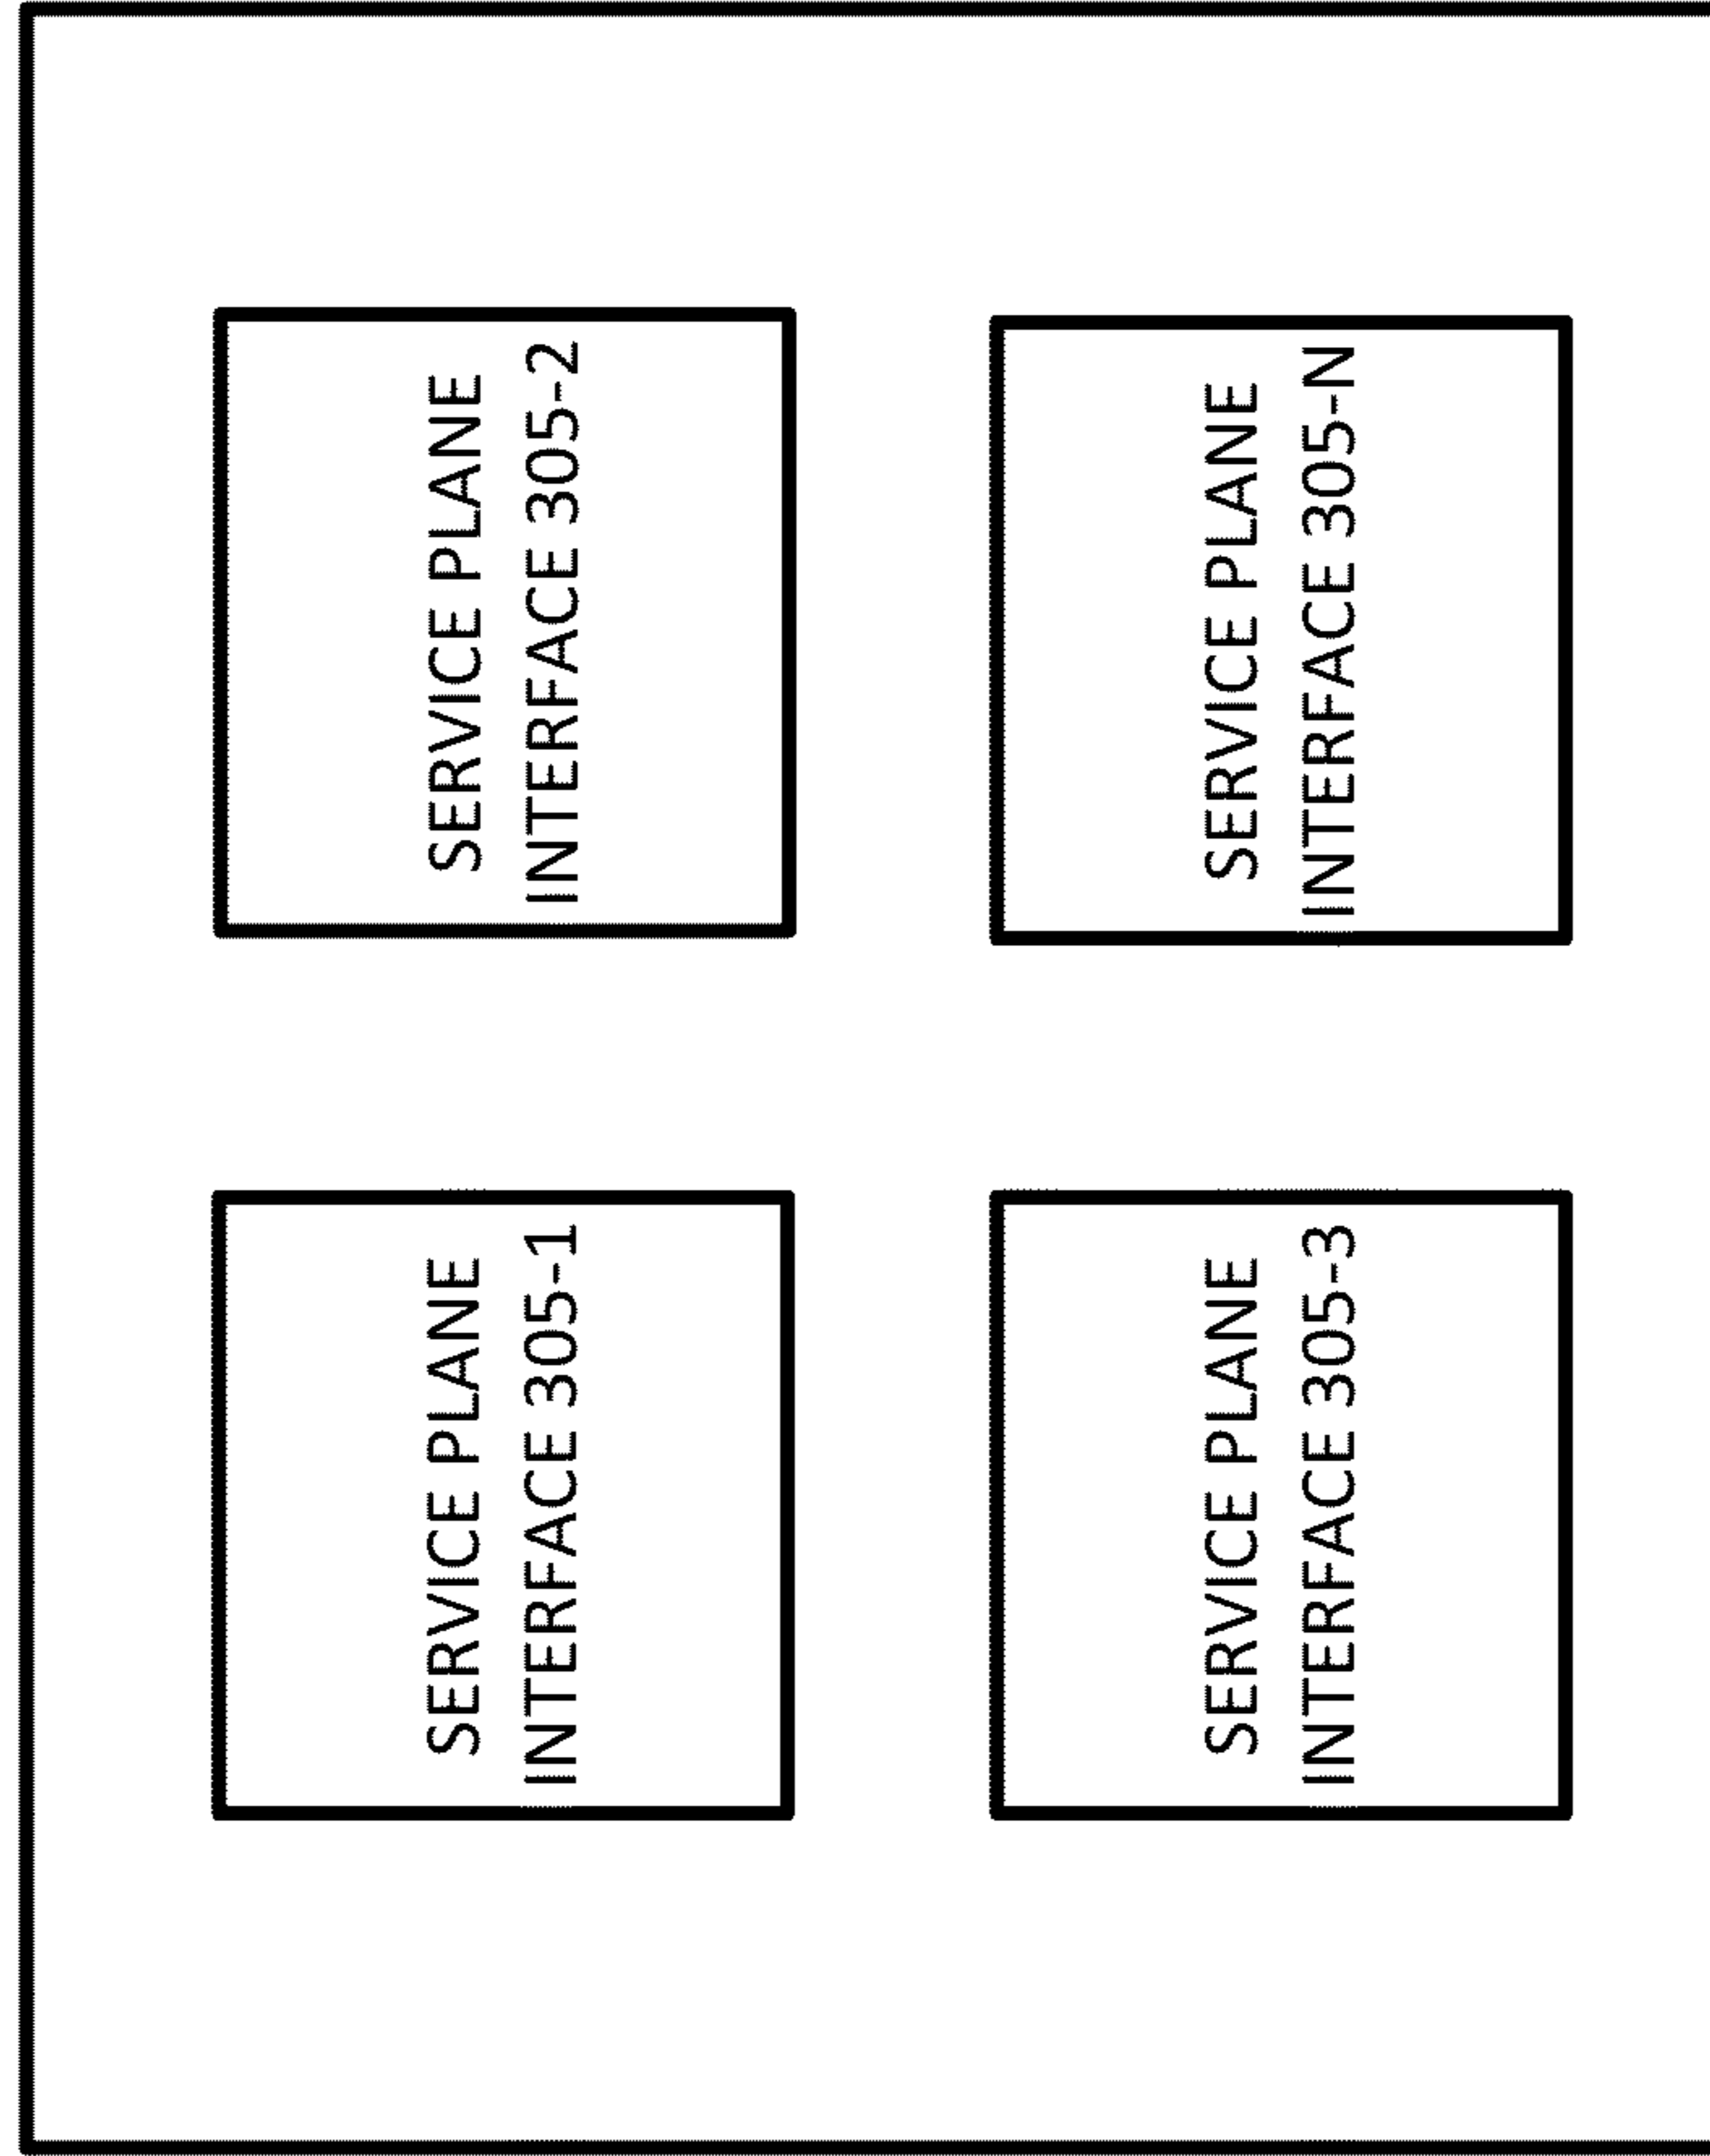 SERVICE PLANE
INTERFACE 305-1
SERVICE PLANE
INTERFACE 305-2
SERVICE PLANE
INTERFACE 305-3
SERVICE PLANE
INTERFACE 305-N